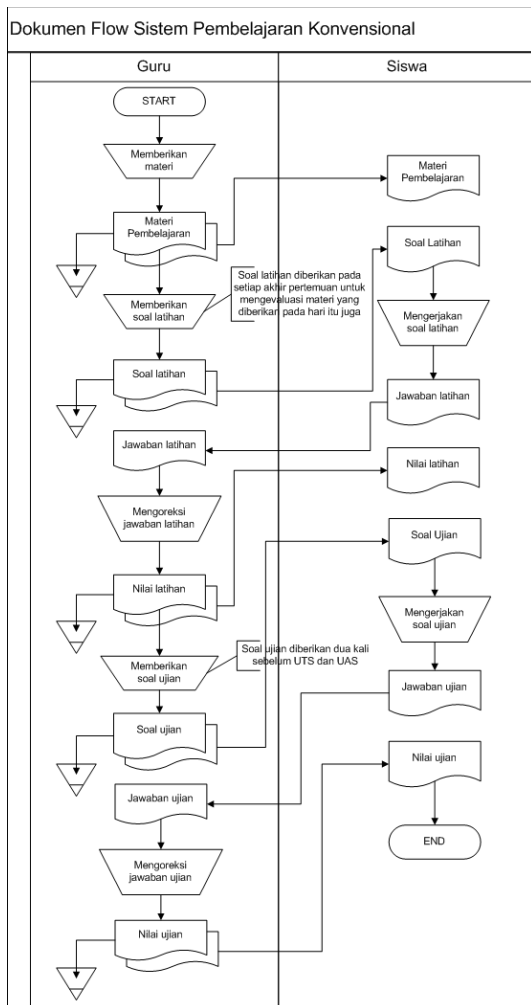 Dokumen Flow Sistem Pembelajaran Konvensional
Guru
Siswa
START
Memberikan
materi
Materi
Pembelajaran
Materi
Pembelajaran
Soal Latihan
Memberikan
soal latihan
Soal latihan diberikan pada
setiap akhir pertemuan untuk
mengevaluasi materi yang
diberikan pada hari itu juga
Mengerjakan
soal latihan
Soal latihan
Jawaban latihan
Jawaban latihan
Nilai latihan
Mengoreksi
jawaban latihan
Soal Ujian
Nilai latihan
Mengerjakan
soal ujian
Memberikan
soal ujian
Soal ujian diberikan dua kali
sebelum UTS dan UAS
Jawaban ujian
Soal ujian
Nilai ujian
Jawaban ujian
END
Mengoreksi
jawaban ujian
Nilai ujian